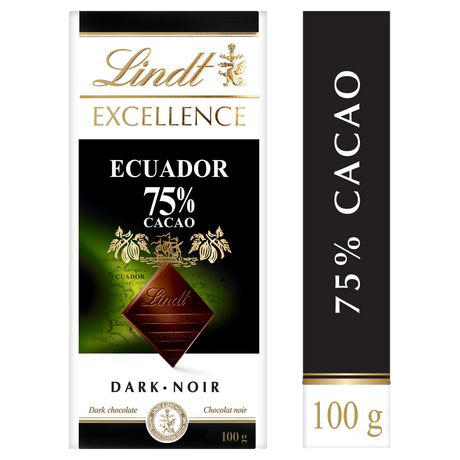 Lindt
EXCELLENCE
ECUADOR
75%
CACAO
ECUADOR
Lindt
DARK • NOIR
Dark chocolate
Chocolat noir
100 g
75% CACAO
100 g